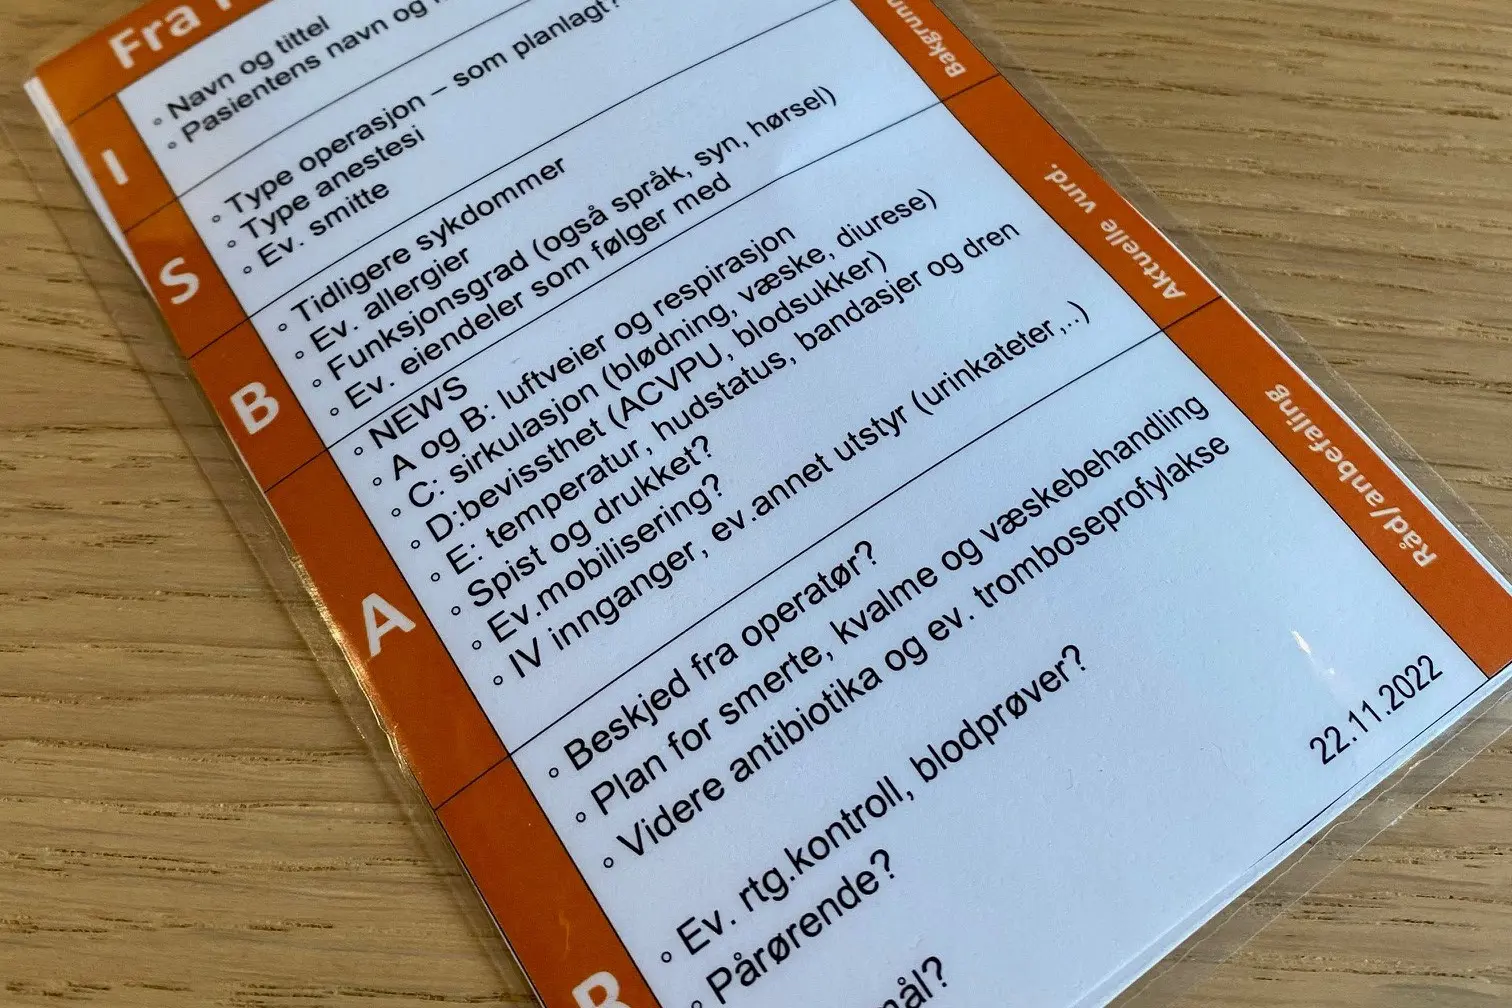 Fra
I
◦ Navn og tittel
◦ Pasientens navn og
S
◦ Type operasjon – som planlagt?
◦ Type anestesi
◦ Ev. smitte
B
Bakgrunn
◦ Tidligere sykdommer
◦ Ev. allergier
◦ Funksjonsgrad (også språk, syn, hørsel)
◦ Ev. eiendeler som følger med
A
Aktuelle vurd.
◦ NEWS
◦ A og B: luftveier og respirasjon
◦ C: sirkulasjon (blødning, væske, diurese)
◦ D:bevissthet (ACVPU, blodsukker)
◦ E: temperatur, hudstatus, bandasjer og dren
◦ Spist og drukket?
◦ Ev.mobilisering?
◦ IV innganger, ev.annet utstyr (urinkateter,..)
R
Råd/anbefaling
◦ Beskjed fra operatør?
◦ Plan for smerte, kvalme og væskebehandling
◦ Videre antibiotika og ev. tromboseprofylakse
◦ Ev. rtg.kontroll, blodprøver?
◦ Pårørende?
22.11.2022